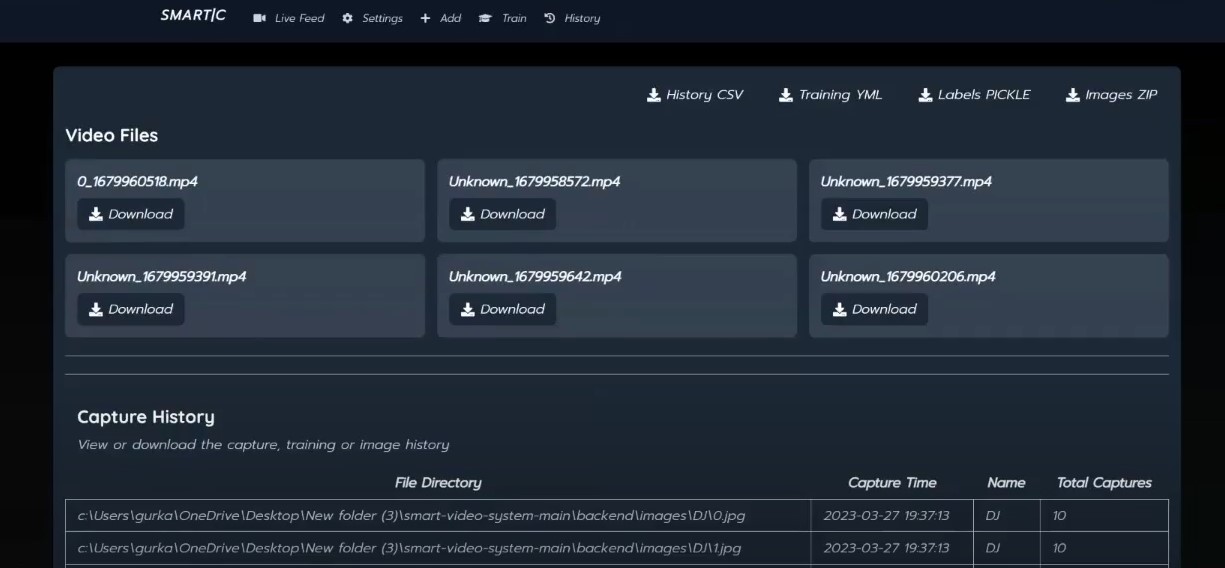 SMART|C Live Feed Settings Add Train History
History CSV Training YML Labels PICKLE Images ZIP
Video Files
0_1679960518.mp4 Unknown_1679958572.mp4 Unknown_1679959377.mp4
Download Download Download
Unknown_1679959391.mp4 Unknown_1679959642.mp4 Unknown_1679960206.mp4
Download Download Download
Capture History
View or download the capture, training or image history
File Directory Capture Time Name Total Captures
c:\Users\gurka\OneDrive\Desktop\New folder (3)\smart-video-system-main\backend\images\DJ\0.jpg 2023-03-27 19:37:13 DJ 10
c:\Users\gurka\OneDrive\Desktop\New folder (3)\smart-video-system-main\backend\images\DJ\1.jpg 2023-03-27 19:37:13 DJ 10